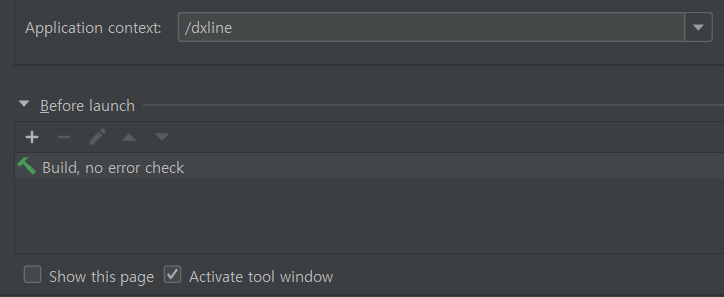 Application context: /dxline
Before launch
Build, no error check
Show this page Activate tool window